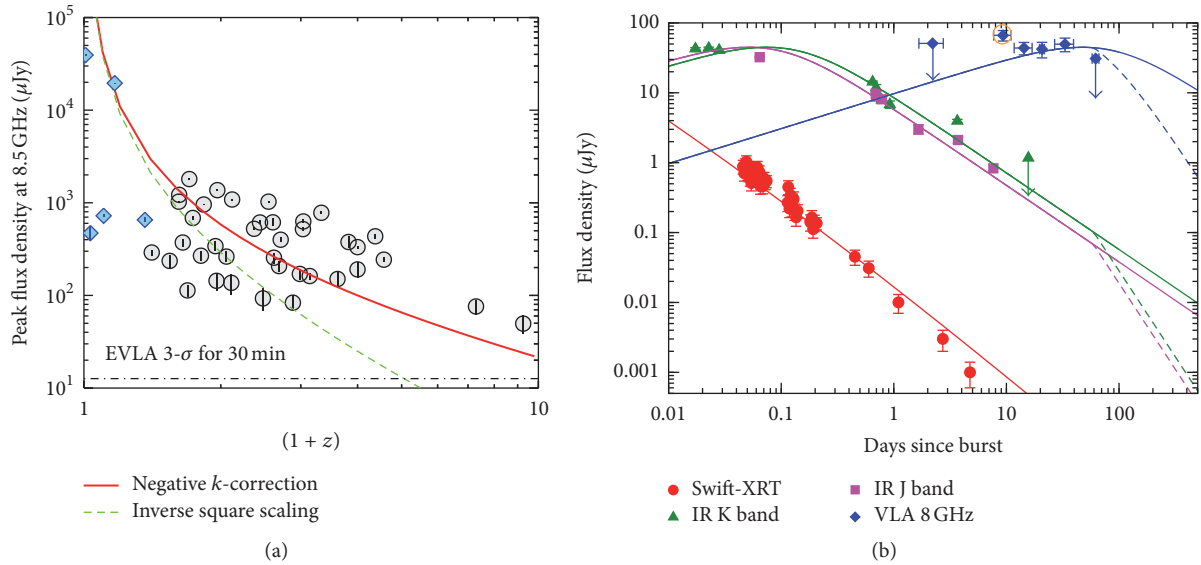 10^5
10^4
10^3
10^2
10^1
Peak flux density at 8.5 GHz (μJy)
EVLA 3-σ for 30 min
1
10
(1 + z)
Negative k-correction
Inverse square scaling
(a)
100
10
1
0.1
0.01
0.001
Flux density (μJy)
0.01
0.1
1
10
100
Days since burst
Swift-XRT
IR K band
IR J band
VLA 8 GHz
(b)